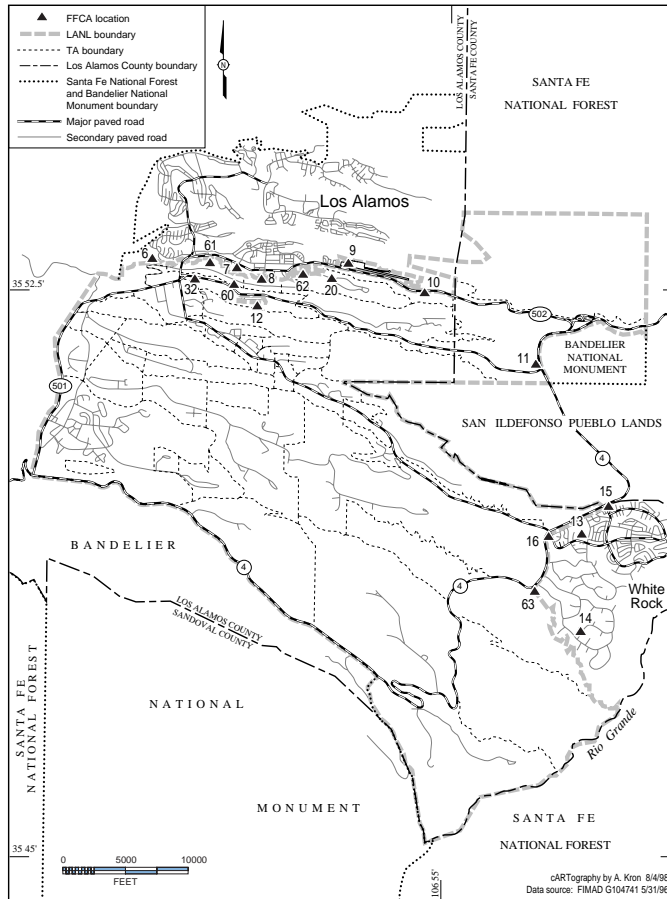 FFCA location
LANL boundary
TA boundary
Los Alamos County boundary
Santa Fe National Forest
and Bandelier National
Monument boundary
Major paved road
Secondary paved road
N
LOS ALAMOS COUNTY
SANTA FE COUNTY
SANTA FE
NATIONAL FOREST
Los Alamos
6
61
7
9
32
60
8
62
20
10
12
35 52.5'
502
11
BANDELIER
NATIONAL
MONUMENT
501
SAN ILDEFONSO PUEBLO LANDS
4
15
13
16
BANDELIER
4
4
63
White
Rock
14
LOS ALAMOS COUNTY
SANDOVAL COUNTY
SANTA FE
NATIONAL FOREST
NATIONAL
Rio Grande
MONUMENT
SANTA FE
NATIONAL FOREST
35 45'
0 5000 10000
FEET
106 55'
cARTography by A. Kron 8/4/98
Data source: FIMAD G104741 5/31/96